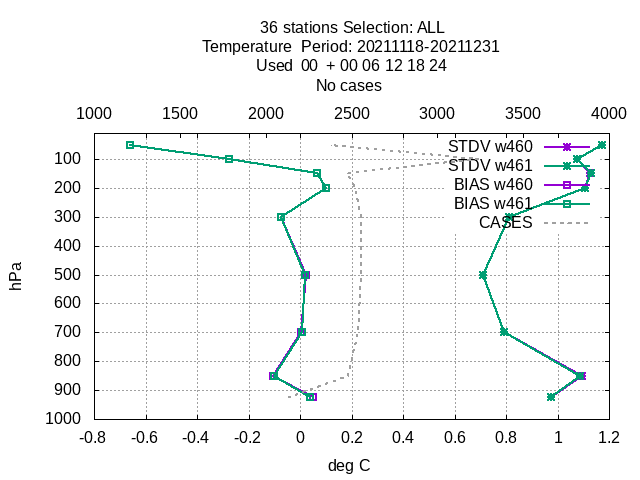 36 stations Selection: ALL
Temperature  Period: 20211118-20211231
Used  00  + 00 06 12 18 24
No cases
1000 1500 2000 2500 3000 3500 4000
STDV w460
STDV w461
BIAS w460
BIAS w461
CASES
100
200
300
400
500
600
700
800
900
1000
hPa
-0.8 -0.6 -0.4 -0.2 0 0.2 0.4 0.6 0.8 1 1.2
deg C